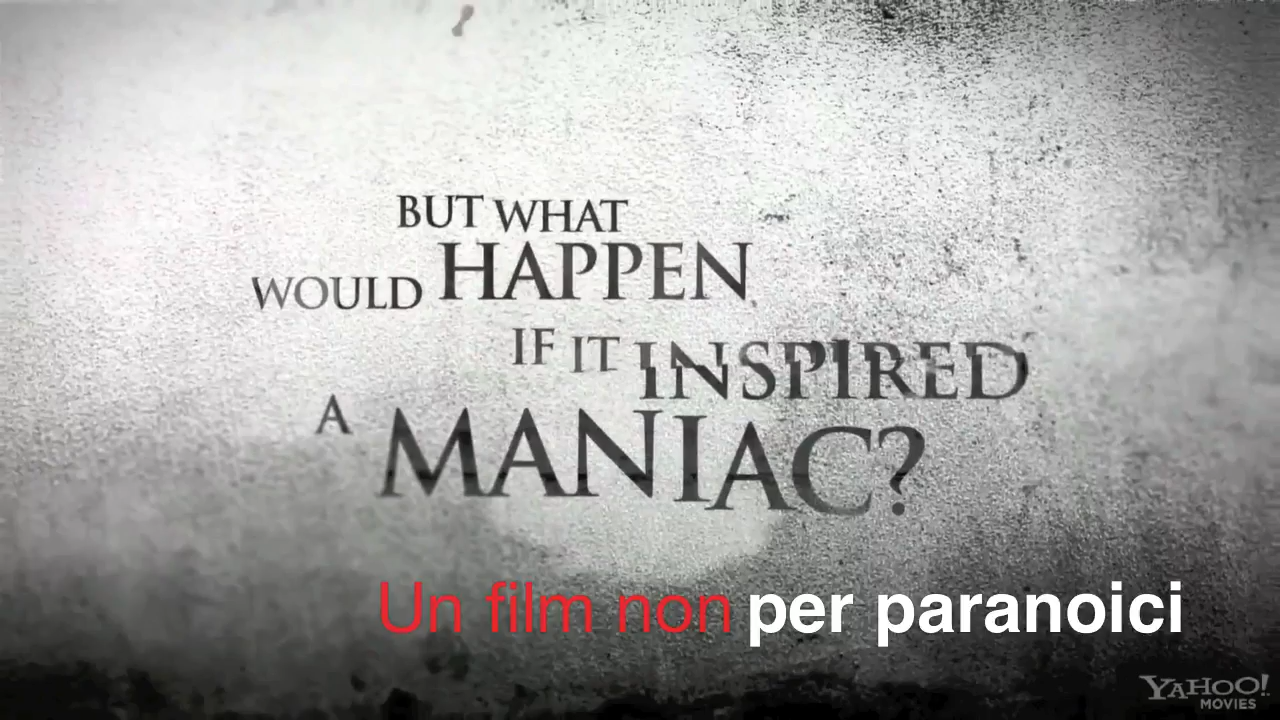 BUT WHAT
WOULD HAPPEN
IF IT INSPIRED
A MANIAC?
Un film non per paranoici
YAHOO!
MOVIES